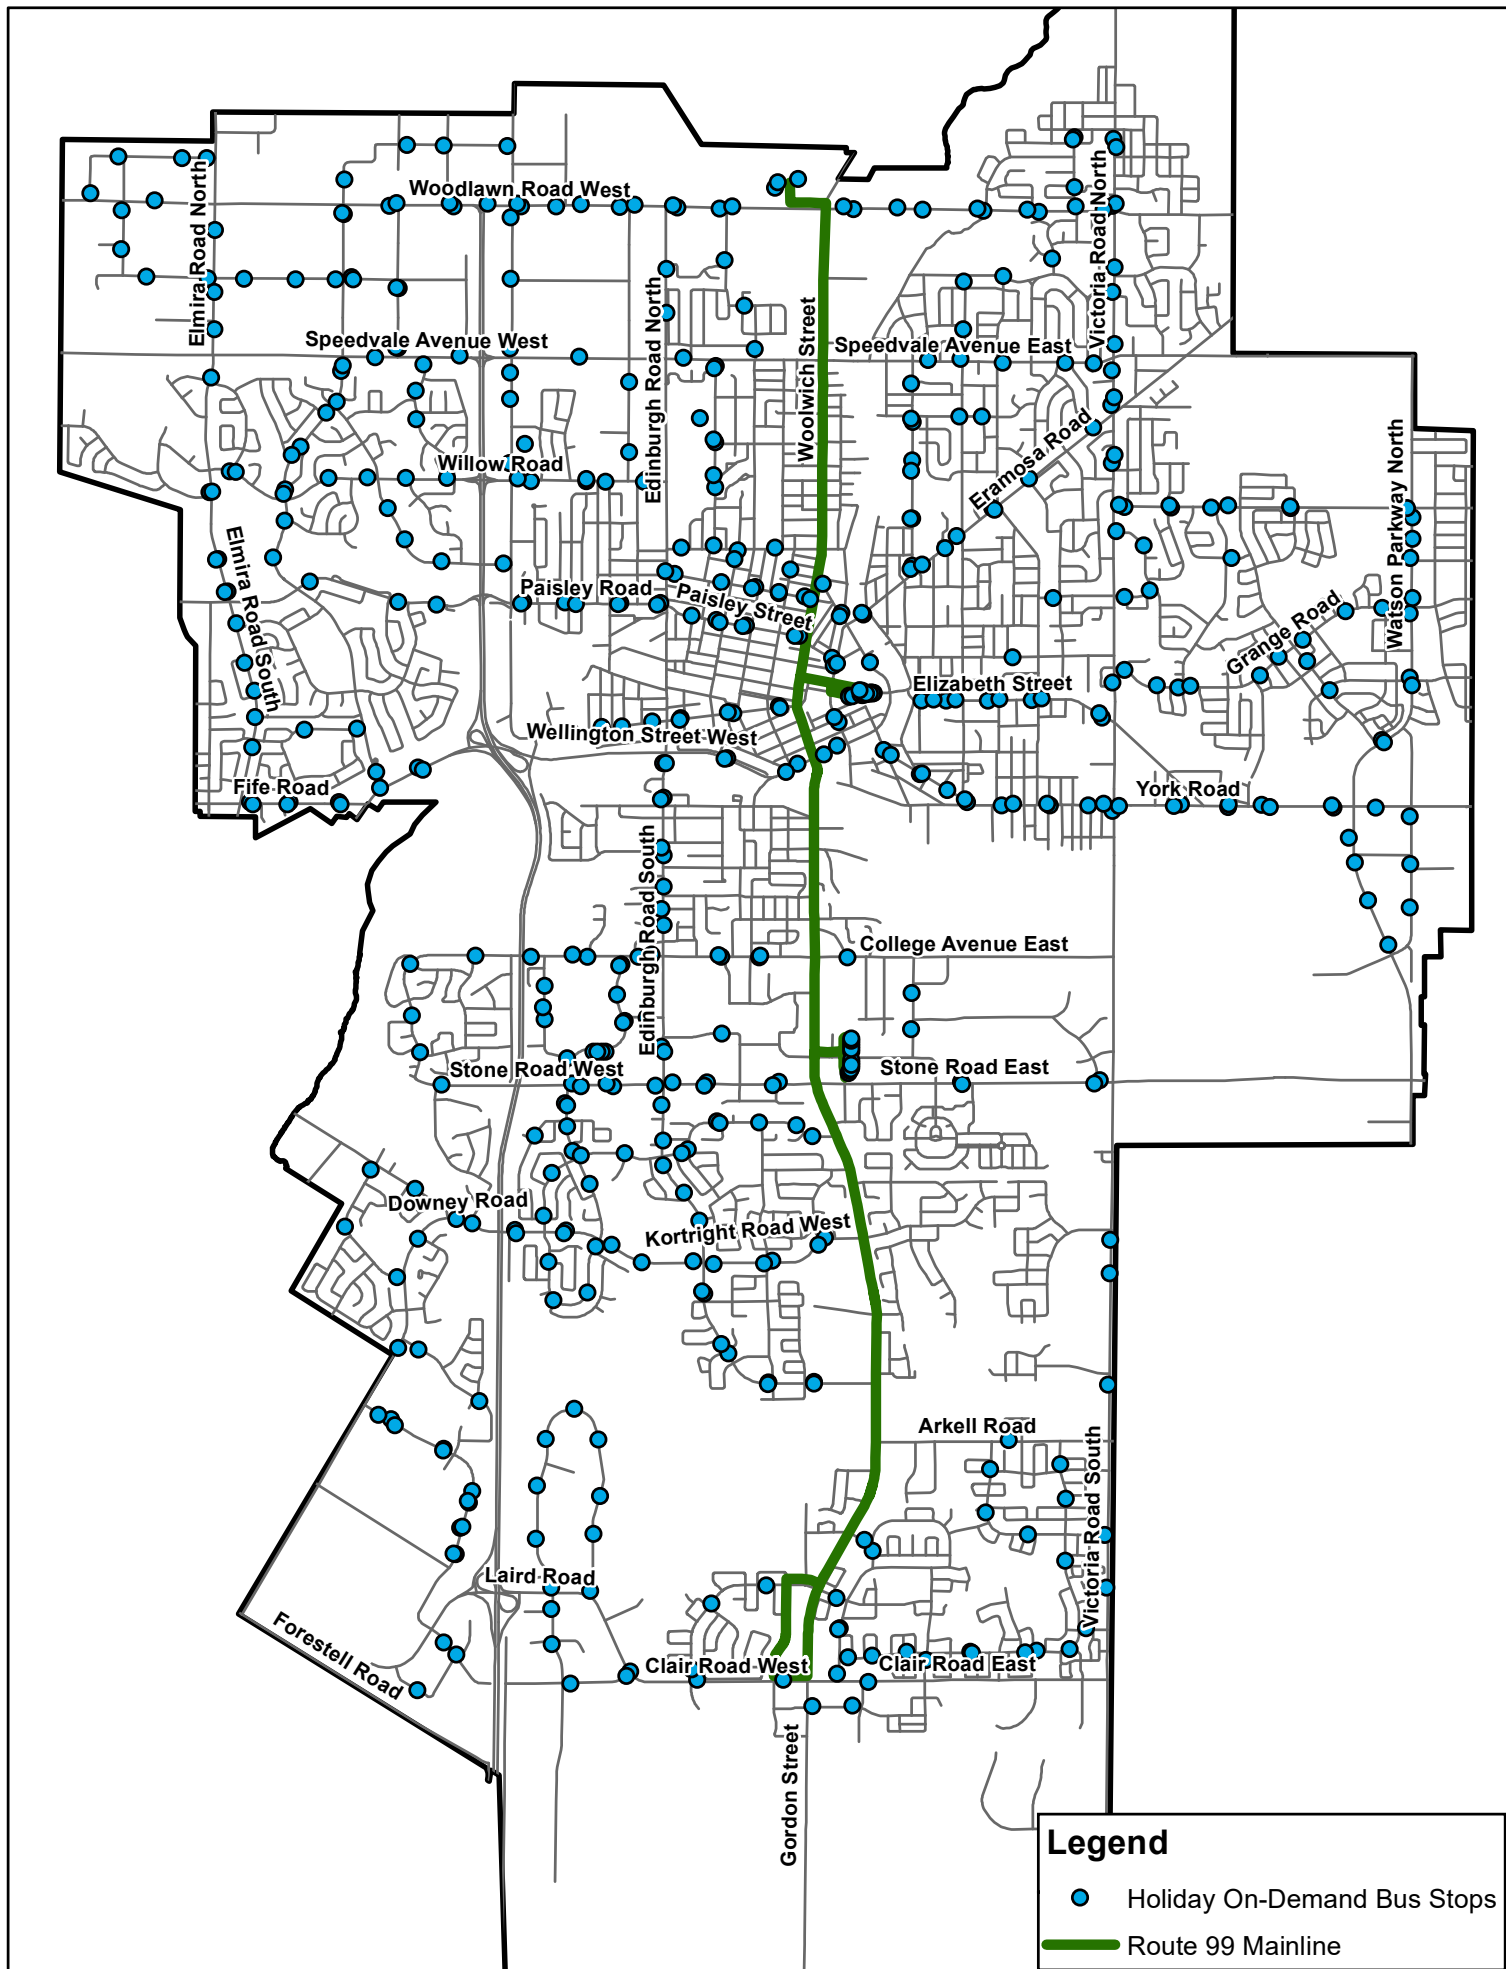 Woodlawn Road West
Elmira Road North
Victoria Road North
Speedvale Avenue West
Edinburgh Road North
Woolwich Street
Speedvale Avenue East
Willow Road
Eramosa Road
Watson Parkway North
Elmira Road South
Paisley Road
Paisley Street
Grange Road
Elizabeth Street
Wellington Street West
Fife Road
York Road
Edinburgh Road South
College Avenue East
Stone Road West
Stone Road East
Downey Road
Kortright Road West
Arkell Road
Victoria Road South
Laird Road
Forestell Road
Clair Road West
Clair Road East
Gordon Street
Legend
Holiday On-Demand Bus Stops
Route 99 Mainline